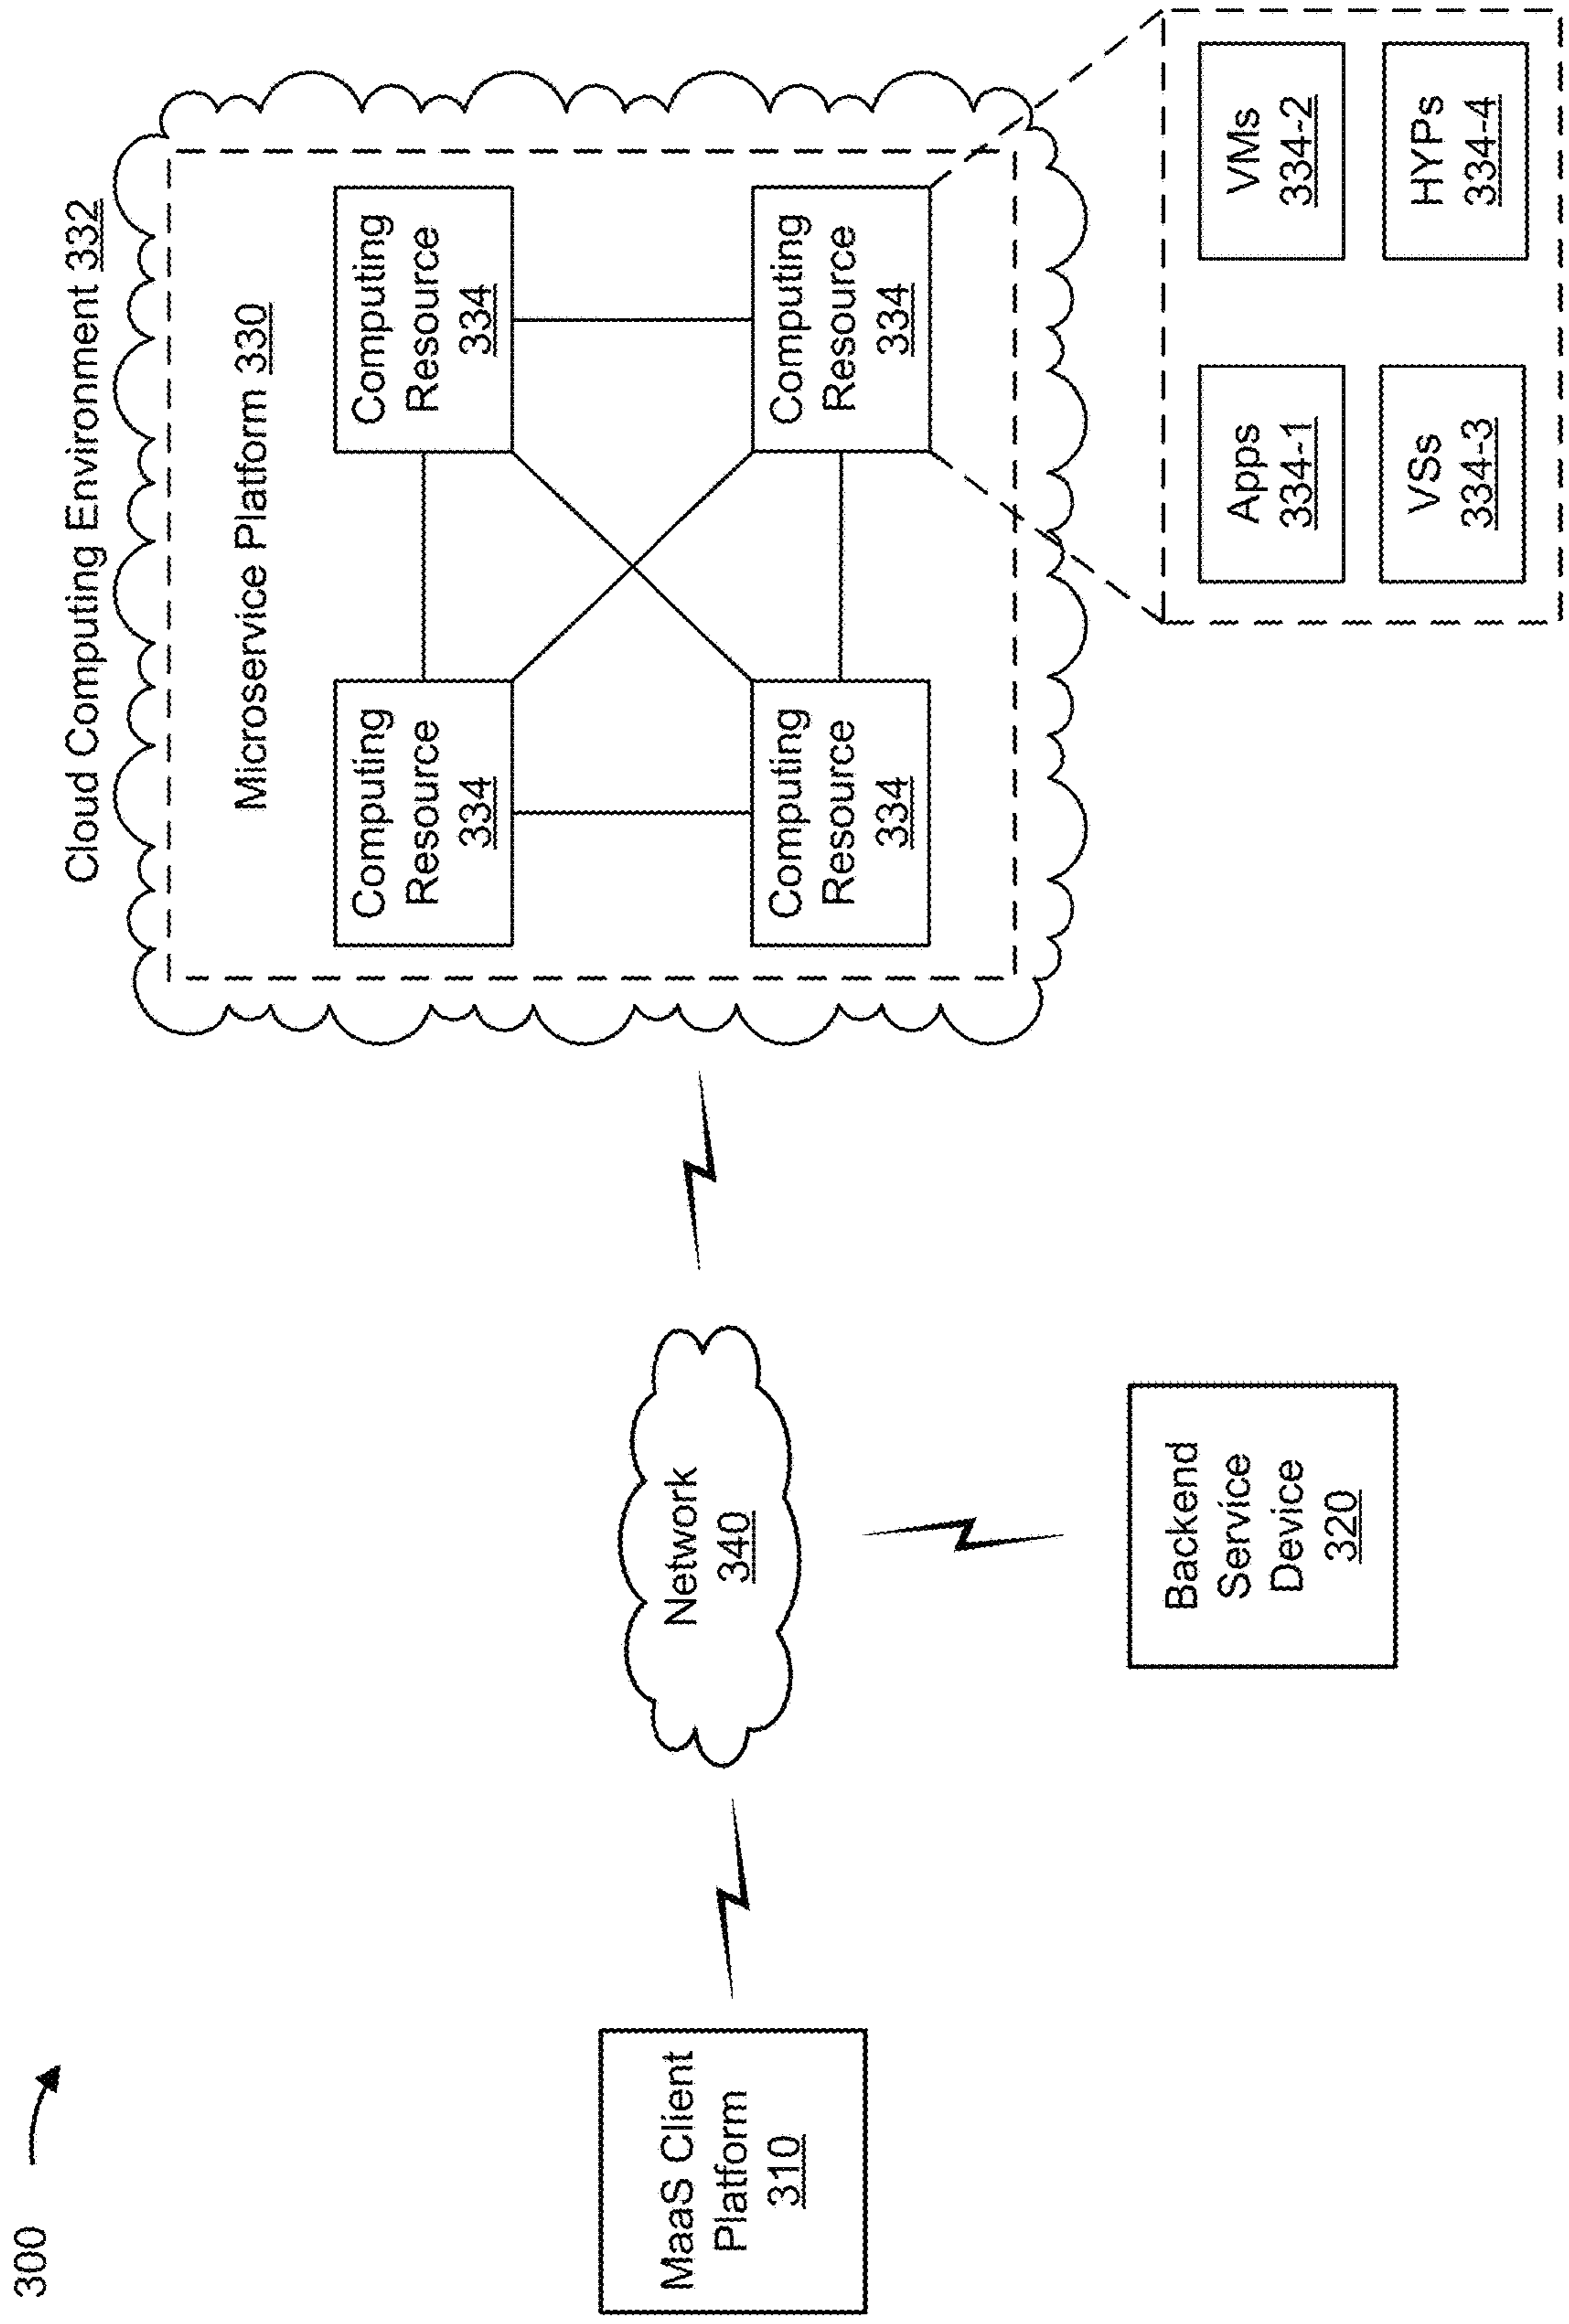 300
Cloud Computing Environment 332
Microservice Platform 330
Computing
Resource
334
Computing
Resource
334
Computing
Resource
334
Computing
Resource
334
MaaS Client
Platform
310
Network
340
Backend
Service
Device
320
Apps
334-1
VMs
334-2
VSs
334-3
HYPs
334-4